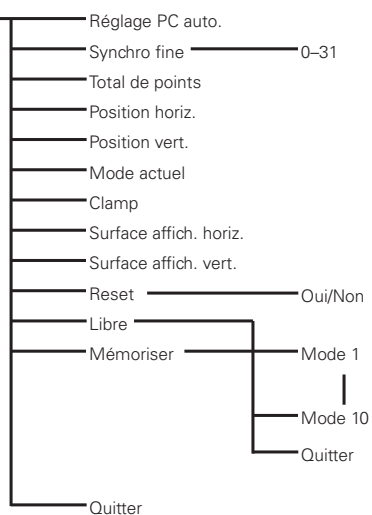 Réglage PC auto.
Synchro fine 0–31
Total de points
Position horiz.
Position vert.
Mode actuel
Clamp
Surface affich. horiz.
Surface affich. vert.
Reset Oui/Non
Libre
Mémoriser Mode 1
Mode 10
Quitter
Quitter